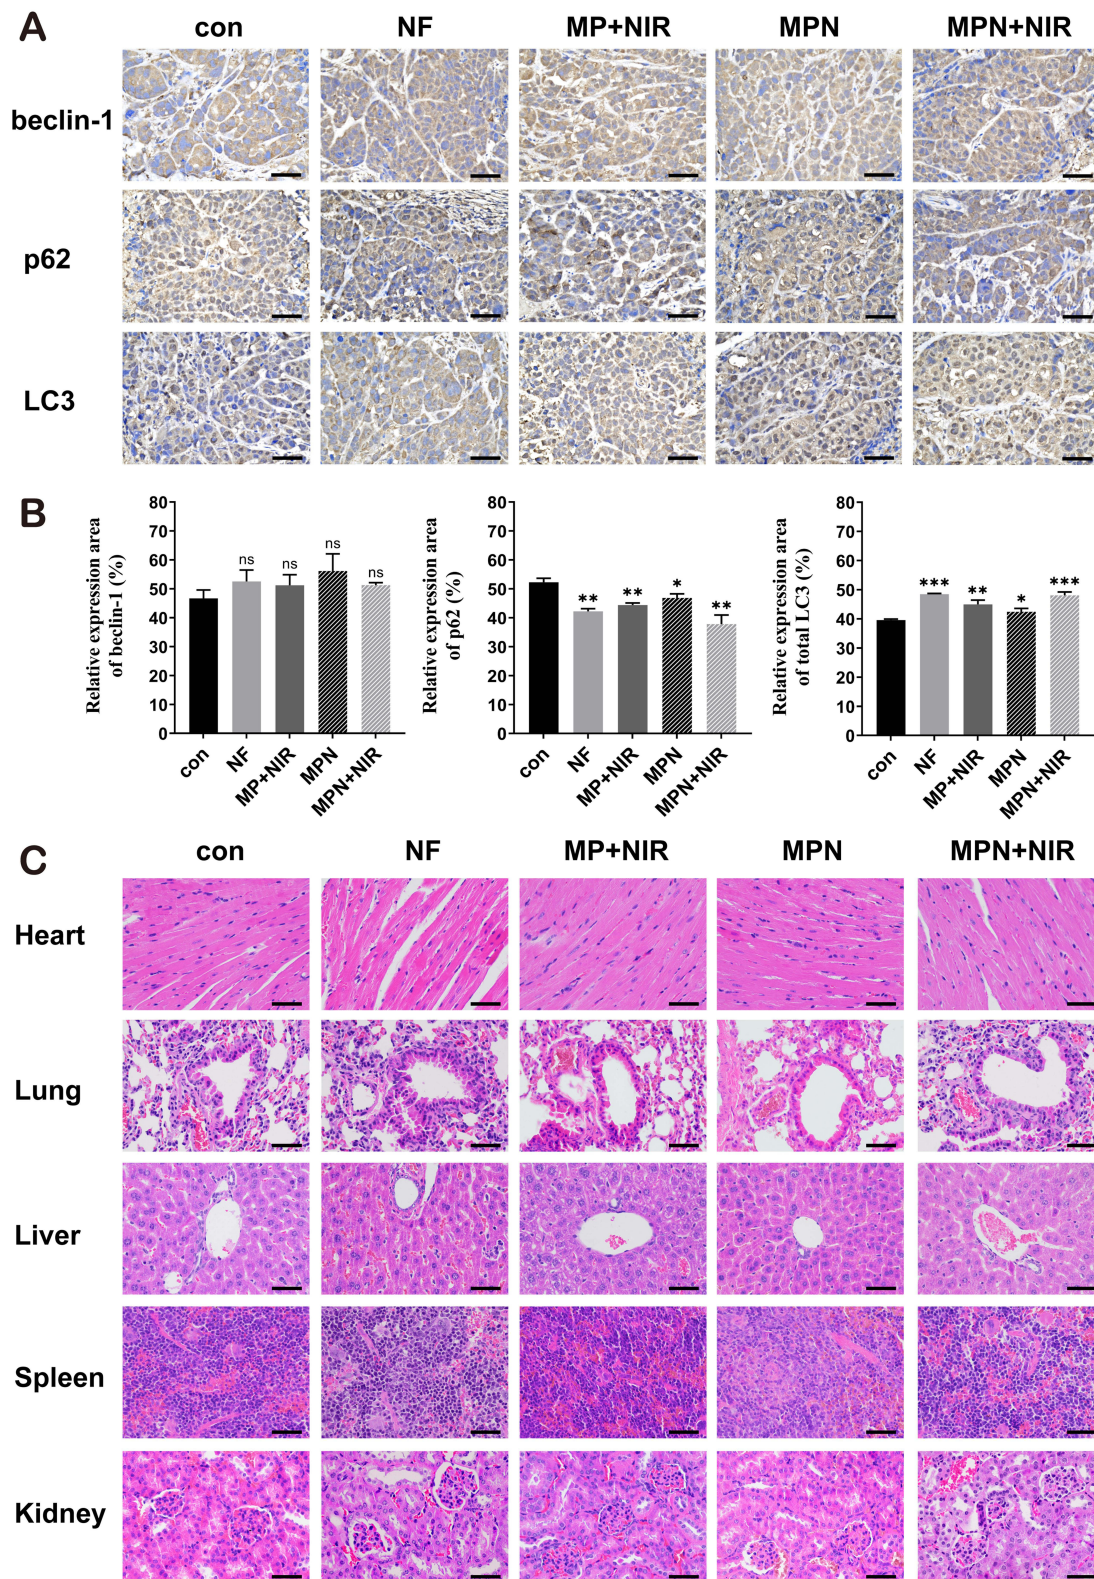 A
con NF MP+NIR MPN MPN+NIR
beclin-1
p62
LC3
B
Relative expression area
of beclin-1 (%)
80
70
60
50
40
30
20
10
0
ns
ns
ns
ns
con NF MP+NIR MPN MPN+NIR
Relative expression area
of p62 (%)
80
70
60
50
40
30
20
10
0
**
**
*
**
con NF MP+NIR MPN MPN+NIR
Relative expression area
of total LC3 (%)
80
70
60
50
40
30
20
10
0
***
**
*
***
con NF MP+NIR MPN MPN+NIR
C
con NF MP+NIR MPN MPN+NIR
Heart
Lung
Liver
Spleen
Kidney